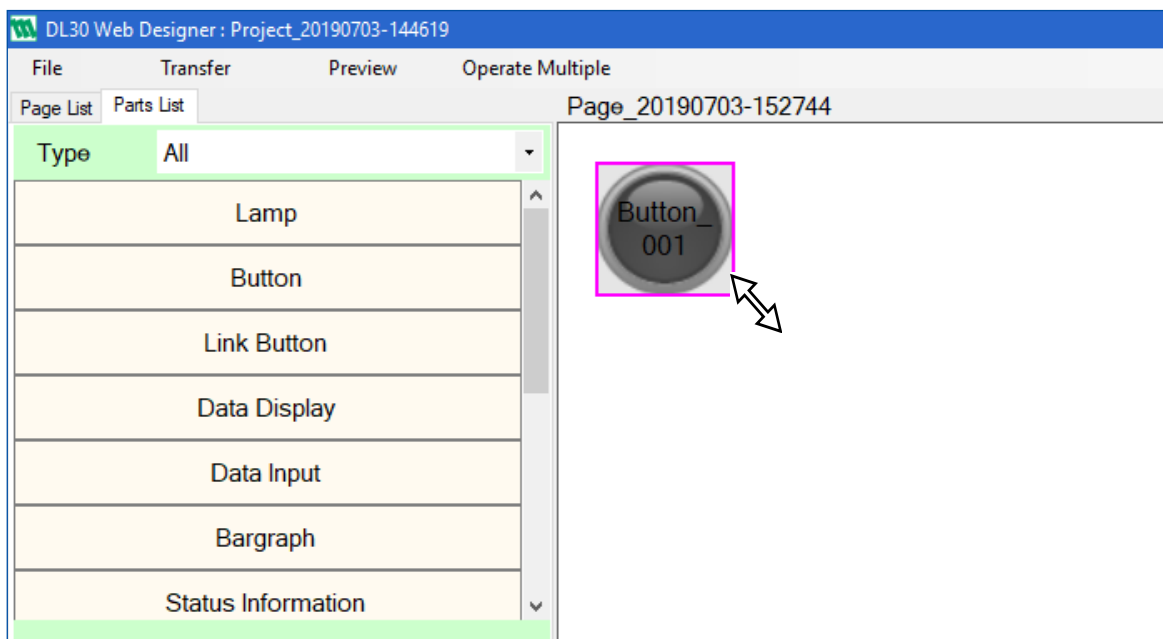 DL30 Web Designer : Project_20190703-144619
File Transfer Preview Operate Multiple
Page List Parts List
Page_20190703-152744
Type All
Lamp
Button
Link Button
Data Display
Data Input
Bargraph
Status Information
Button_
001